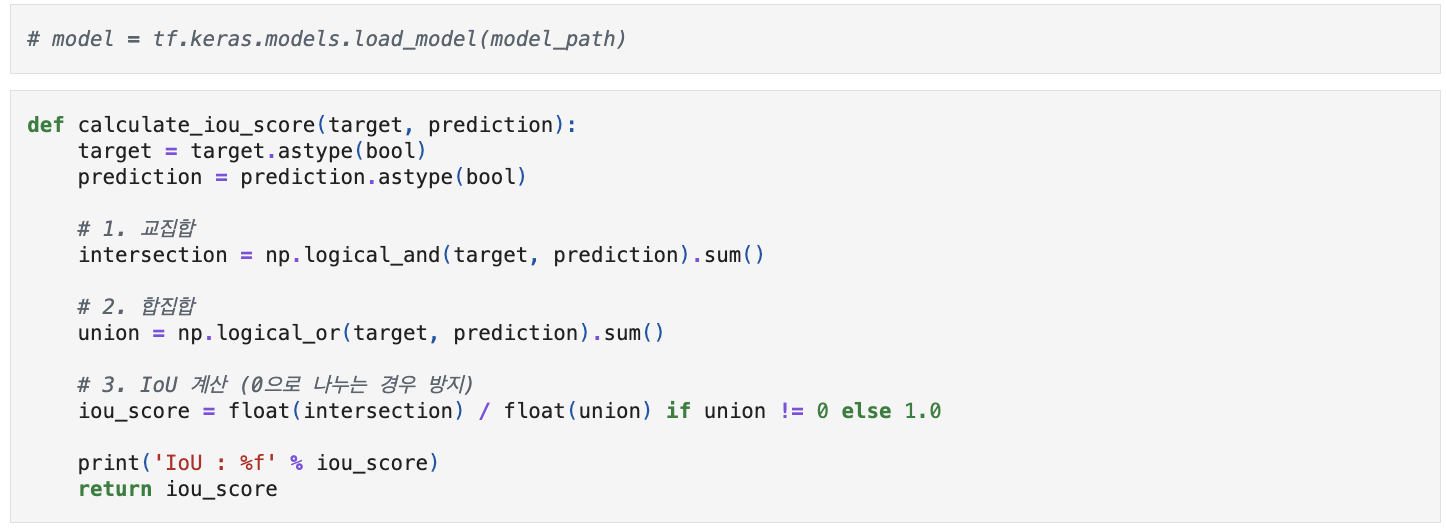 # model = tf.keras.models.load_model(model_path)
def calculate_iou_score(target, prediction):
    target = target.astype(bool)
    prediction = prediction.astype(bool)

    # 1. 교집합
    intersection = np.logical_and(target, prediction).sum()

    # 2. 합집합
    union = np.logical_or(target, prediction).sum()

    # 3. IoU 계산 (0으로 나누는 경우 방지)
    iou_score = float(intersection) / float(union) if union != 0 else 1.0

    print('IoU : %f' % iou_score)
    return iou_score